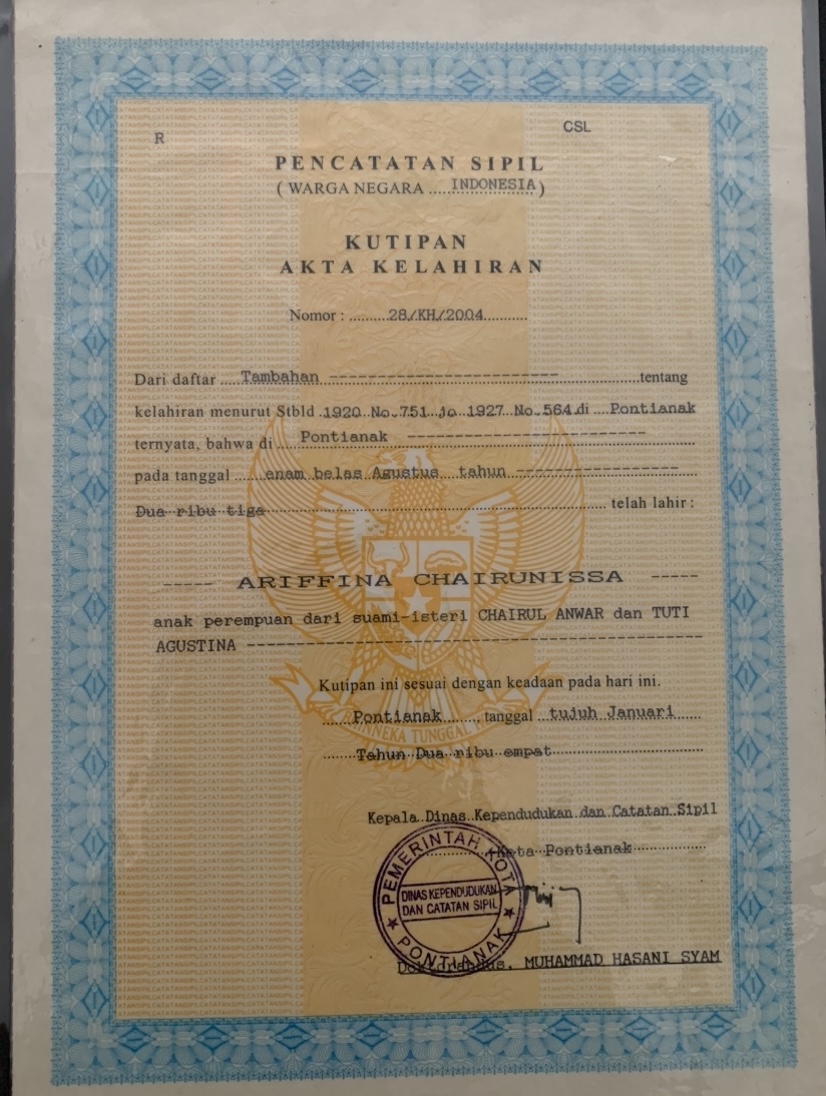 R
CSL
PENCATATAN SIPIL
( WARGA NEGARA .... INDONESIA )
KUTIPAN
AKTA KELAHIRAN
Nomor : ......... 28/KH/2004 ..........
Dari daftar .... Tambahan ------------------------- tentang
kelahiran menurut Stbld . 1920 No.751 jo 1927 No.564 di ... Pontianak
ternyata, bahwa di ... Pontianak -------------------------
pada tanggal ..... enam belas Agustus tahun -----------------
Dua ribu tiga ................................ telah lahir :
----- ARIFFINA CHAIRUNISSA -----
anak perempuan dari suami-isteri CHAIRUL ANWAR dan TUTI
AGUSTINA ------------------------------------------------
Kutipan ini sesuai dengan keadaan pada hari ini.
..... Pontianak ......., tanggal .. tujuh Januari .....
...... Tahun Dua ribu empat .........................
Kepala Dinas Kependudukan dan Catatan Sipil
Kota Pontianak
PEMERINTAH KOTA
DINAS KEPENDUDUKAN
DAN CATATAN SIPIL
PONTIANAK
Doktorandus. MUHAMMAD HASANI SYAM